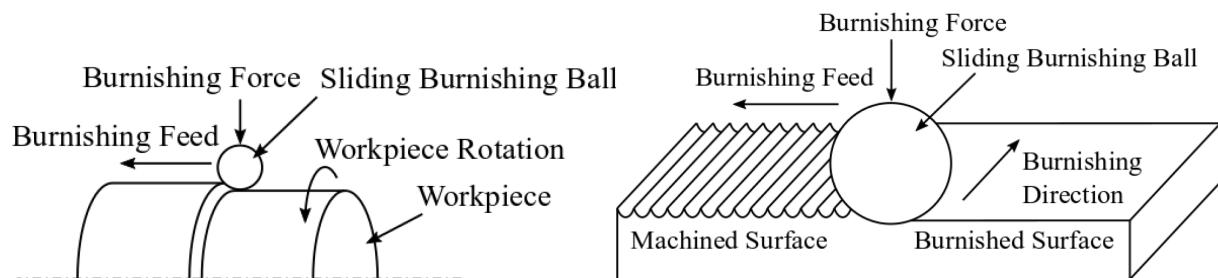 Burnishing Force
Sliding Burnishing Ball
Burnishing Feed
Workpiece Rotation
Workpiece
Burnishing Force
Sliding Burnishing Ball
Burnishing Feed
Burnishing
Direction
Machined Surface
Burnished Surface